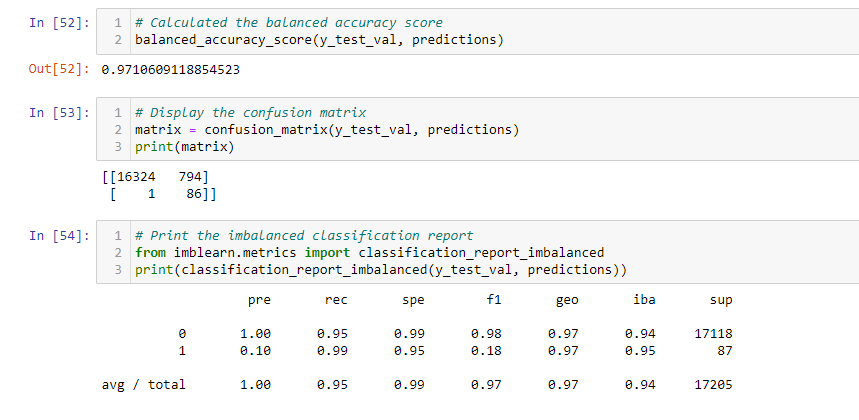 In [52]: 1 # Calculated the balanced accuracy score
2 balanced_accuracy_score(y_test_val, predictions)
Out[52]: 0.9710609118854523
In [53]: 1 # Display the confusion matrix
2 matrix = confusion_matrix(y_test_val, predictions)
3 print(matrix)
[[16324 794]
[ 1 86]]
In [54]: 1 # Print the imbalanced classification report
2 from imblearn.metrics import classification_report_imbalanced
3 print(classification_report_imbalanced(y_test_val, predictions))
pre rec spe f1 geo iba sup
0 1.00 0.95 0.99 0.98 0.97 0.94 17118
1 0.10 0.99 0.95 0.18 0.97 0.95 87
avg / total 1.00 0.95 0.99 0.97 0.97 0.94 17205